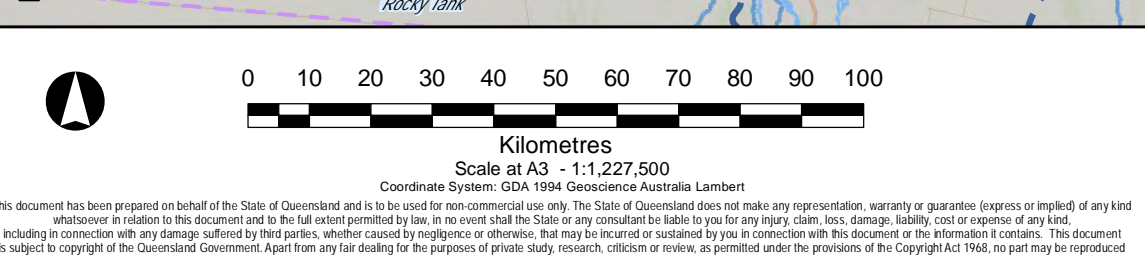 Rocky Tank
0 10 20 30 40 50 60 70 80 90 100
Kilometres
Scale at A3 - 1:1,227,500
Coordinate System: GDA 1994 Geoscience Australia Lambert
his document has been prepared on behalf of the State of Queensland and is to be used for non-commercial use only. The State of Queensland does not make any representation, warranty or guarantee (express or implied) of any kind
whatsoever in relation to this document and to the full extent permitted by law, in no event shall the State or any consultant be liable to you for any injury, claim, loss, damage, liability, cost or expense of any kind,
including in connection with any damage suffered by third parties, whether caused by negligence or otherwise, that may be incurred or sustained by you in connection with this document or the information it contains. This document
s subject to copyright of the Queensland Government. Apart from any fair dealing for the purposes of private study, research, criticism or review, as permitted under the provisions of the Copyright Act 1968, no part may be reproduced